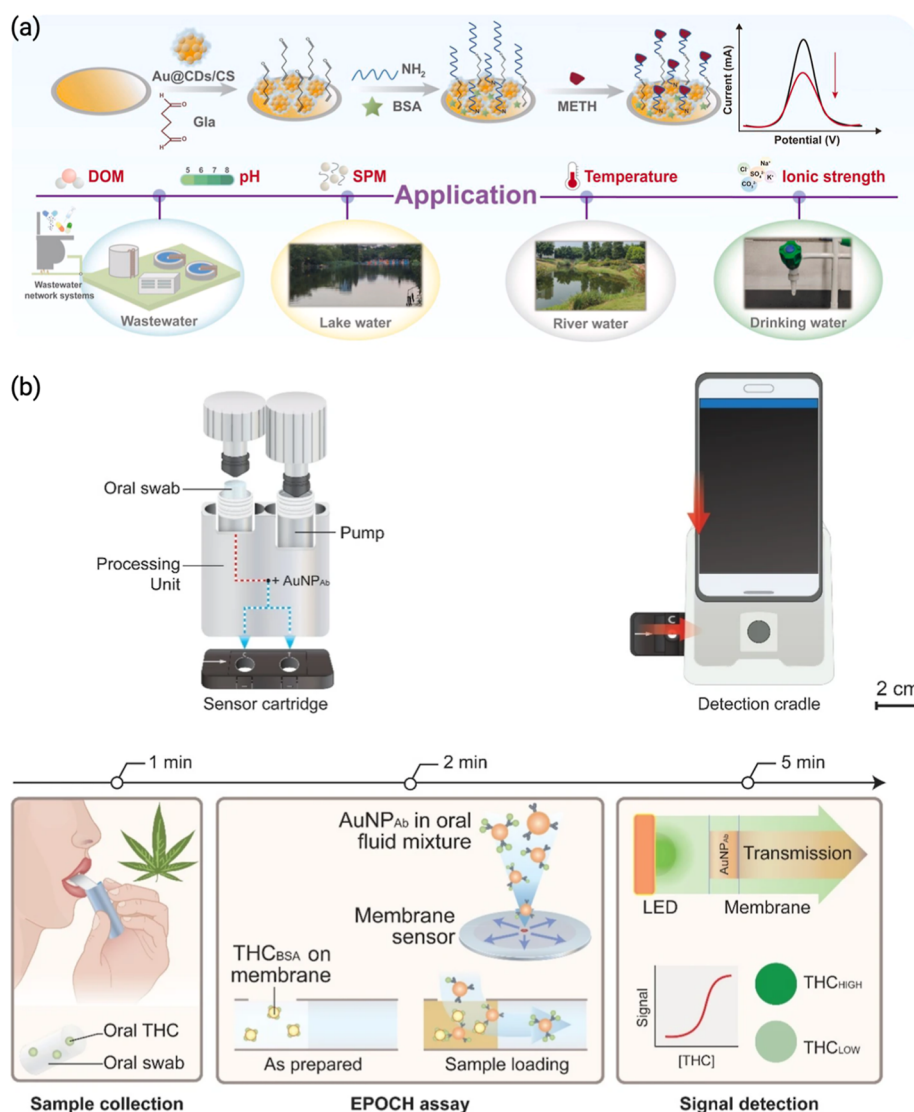 (a)
Au@CDs/CS
Gla
H
O
O
H
NH₂
BSA
METH
Current (mA)
Potential (V)
DOM
5 6 7 8
pH
SPM
Application
Temperature
Cl⁻
SO₄²⁻
Na⁺
K⁺
CO₃²⁻
Ionic strength
Wastewater
network systems
Wastewater
Lake water
River water
Drinking water
(b)
Oral swab
Pump
Processing
Unit
+ AuNPAb
C
Sensor cartridge
C
Detection cradle
2 cm
1 min
2 min
5 min
AuNPAb in oral
fluid mixture
Membrane
sensor
THCBSA on
membrane
As prepared
Sample loading
Oral THC
Oral swab
AuNPAb
Transmission
LED
Membrane
Signal
[THC]
THCHIGH
THCLOW
Sample collection
EPOCH assay
Signal detection